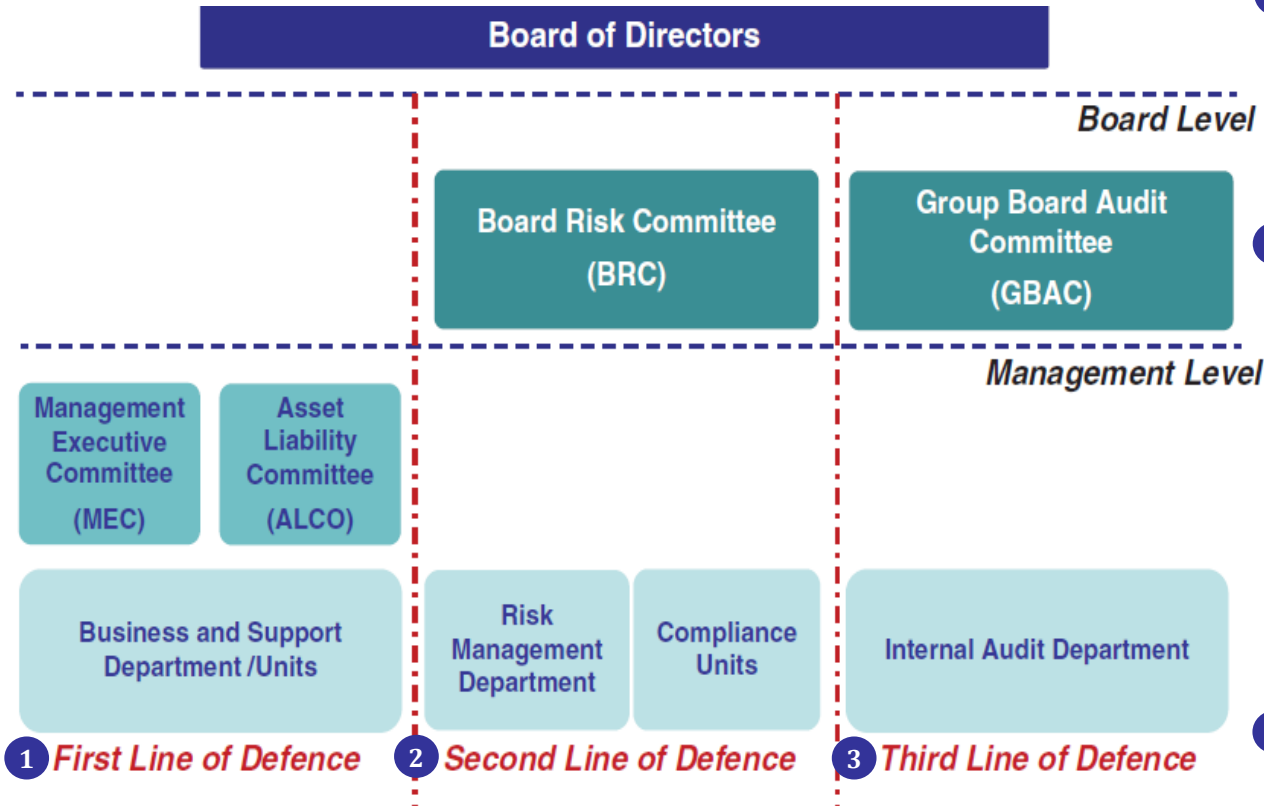 Board of Directors
Board Level
Board Risk Committee
(BRC)
Group Board Audit
Committee
(GBAC)
Management Level
Management
Executive
Committee
(MEC)
Asset
Liability
Committee
(ALCO)
Business and Support
Department /Units
Risk
Management
Department
Compliance
Units
Internal Audit Department
1 First Line of Defence
2 Second Line of Defence
3 Third Line of Defence